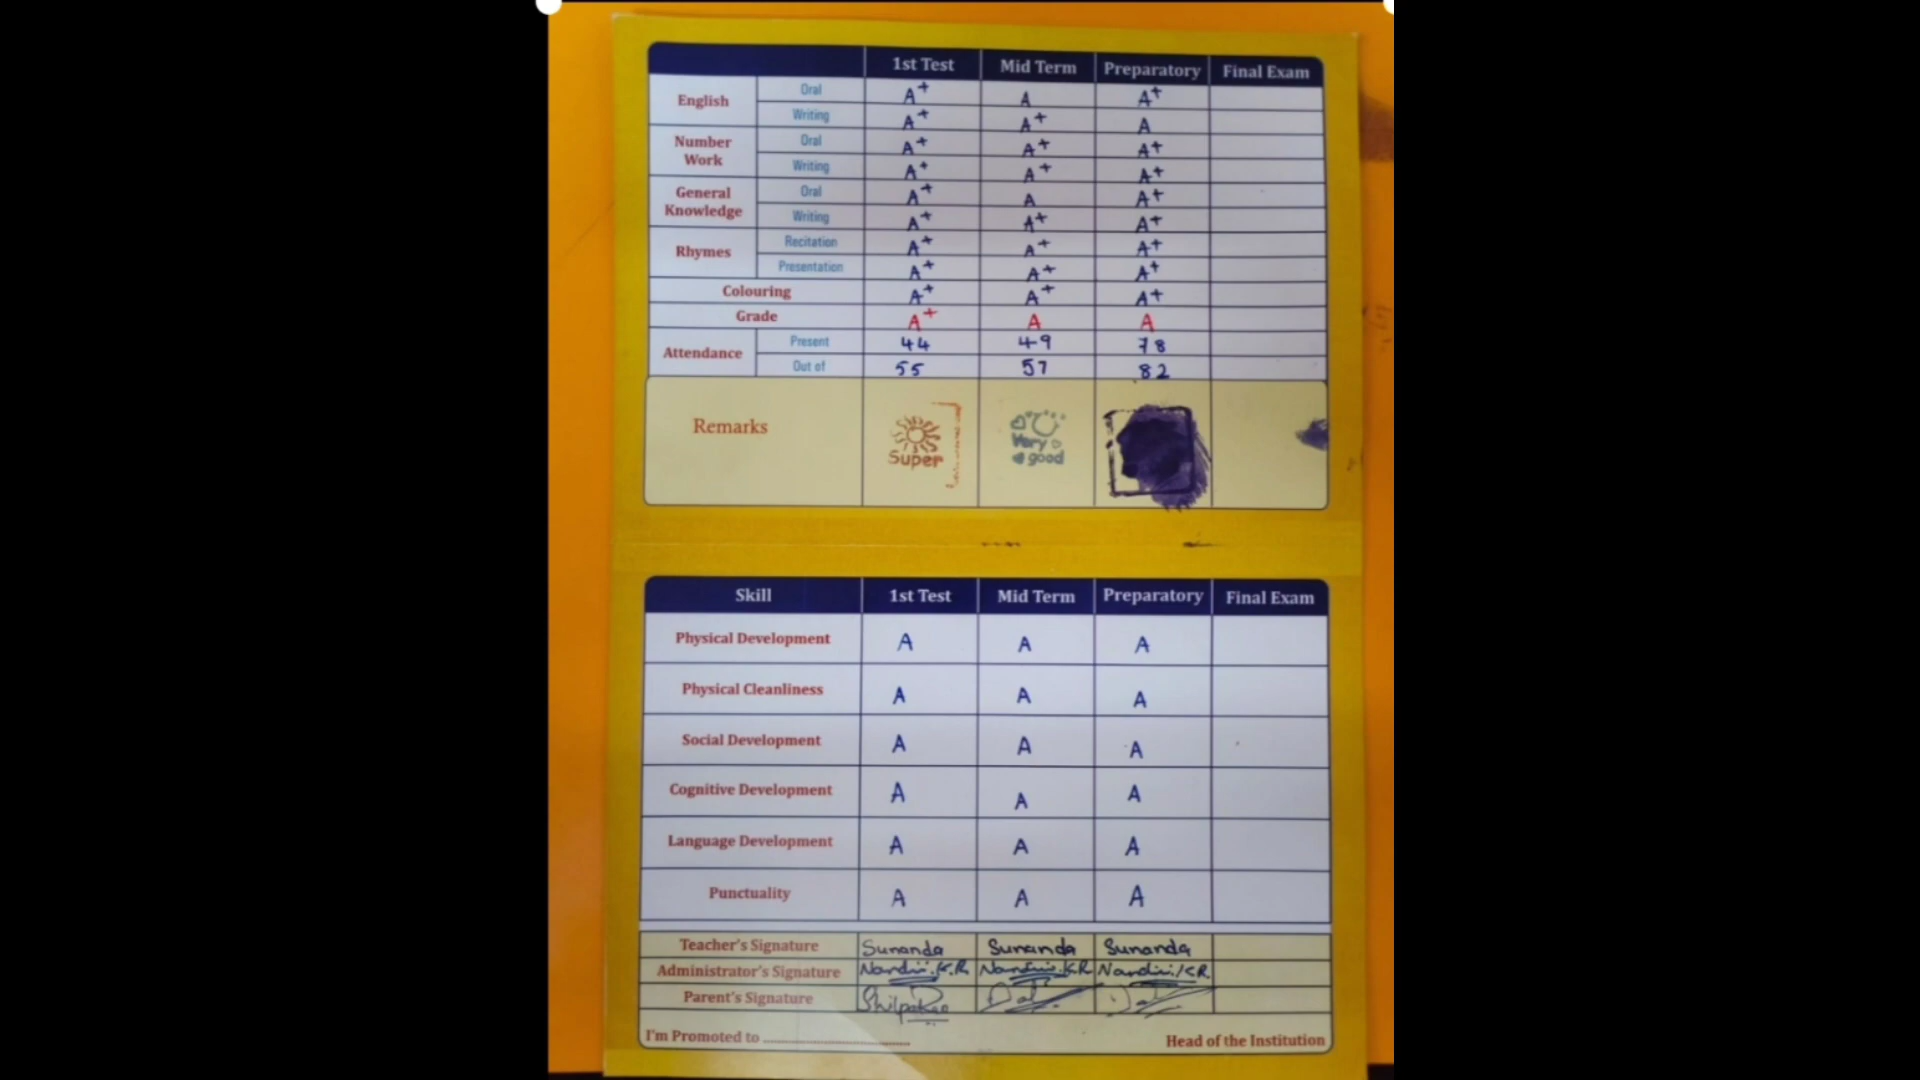 1st Test Mid Term Preparatory Final Exam
English Oral A+ A A+
Writing A+ A+ A
Number Work Oral A+ A+ A+
Writing A+ A+ A+
General Knowledge Oral A+ A A+
Writing A+ A+ A+
Rhymes Recitation A+ A+ A+
Presentation A+ A+ A+
Colouring A+ A+ A+
Grade A+ A A
Attendance Present 44 49 78
Out of 55 57 82
Remarks Super Very good
Skill 1st Test Mid Term Preparatory Final Exam
Physical Development A A A
Physical Cleanliness A A A
Social Development A A A
Cognitive Development A A A
Language Development A A A
Punctuality A A A
Teacher's Signature Sunanda Sunanda Sunanda
Administrator's Signature Nandini.K.R Nandini.K.R Nandini.K.R.
Parent's Signature
I'm Promoted to ........................................ Head of the Institution